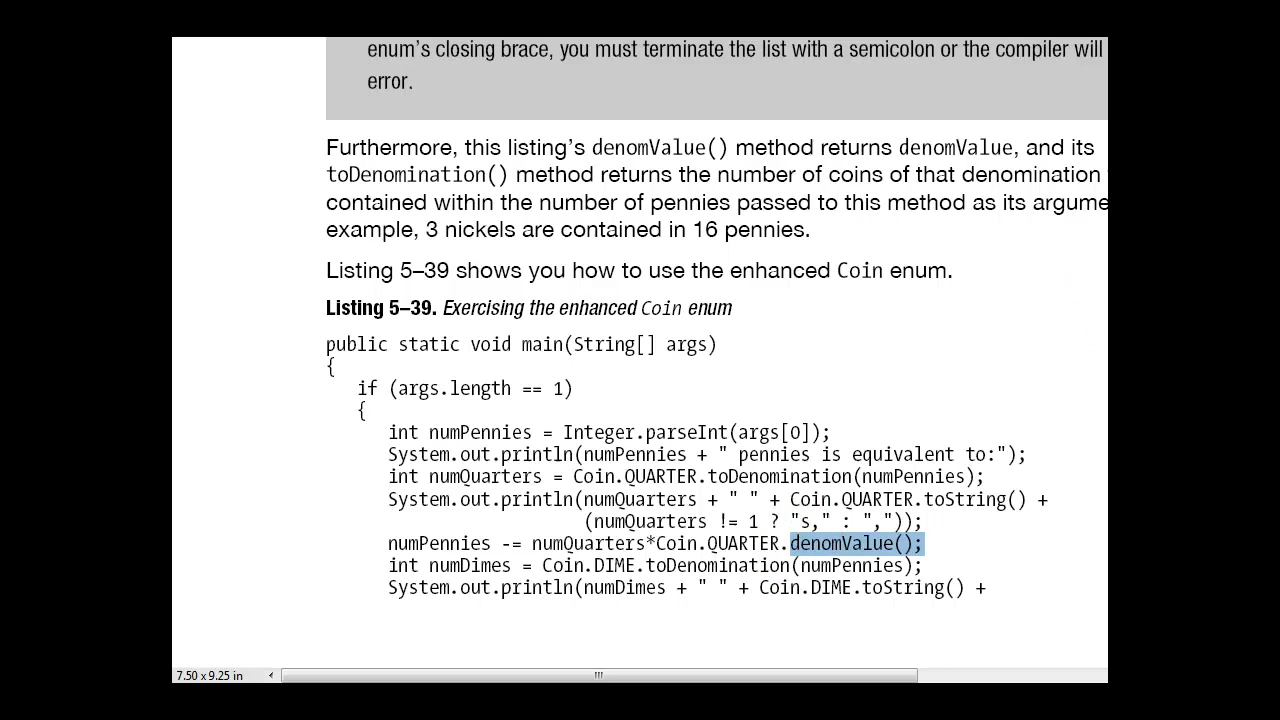 enum's closing brace, you must terminate the list with a semicolon or the compiler will
error.
Furthermore, this listing's denomValue() method returns denomValue, and its
toDenomination() method returns the number of coins of that denomination
contained within the number of pennies passed to this method as its argume
example, 3 nickels are contained in 16 pennies.
Listing 5–39 shows you how to use the enhanced Coin enum.
Listing 5–39. Exercising the enhanced Coin enum
public static void main(String[] args)
{
if (args.length == 1)
{
int numPennies = Integer.parseInt(args[0]);
System.out.println(numPennies + " pennies is equivalent to:");
int numQuarters = Coin.QUARTER.toDenomination(numPennies);
System.out.println(numQuarters + " " + Coin.QUARTER.toString() +
(numQuarters != 1 ? "s," : ","));
numPennies -= numQuarters*Coin.QUARTER.denomValue();
int numDimes = Coin.DIME.toDenomination(numPennies);
System.out.println(numDimes + " " + Coin.DIME.toString() +
7.50 x 9.25 in